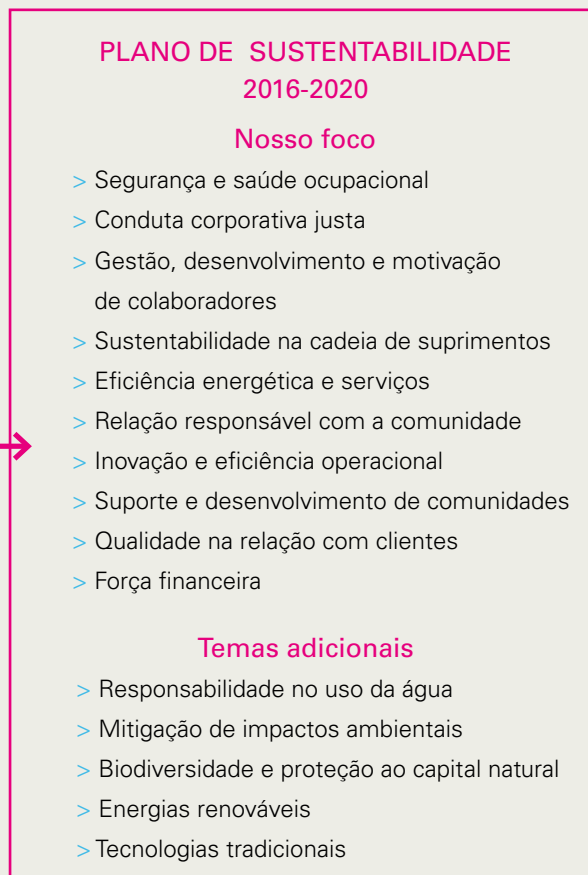 PLANO DE SUSTENTABILIDADE
2016-2020
Nosso foco
> Segurança e saúde ocupacional
> Conduta corporativa justa
> Gestão, desenvolvimento e motivação
de colaboradores
> Sustentabilidade na cadeia de suprimentos
> Eficiência energética e serviços
> Relação responsável com a comunidade
> Inovação e eficiência operacional
> Suporte e desenvolvimento de comunidades
> Qualidade na relação com clientes
> Força financeira
Temas adicionais
> Responsabilidade no uso da água
> Mitigação de impactos ambientais
> Biodiversidade e proteção ao capital natural
> Energias renováveis
> Tecnologias tradicionais